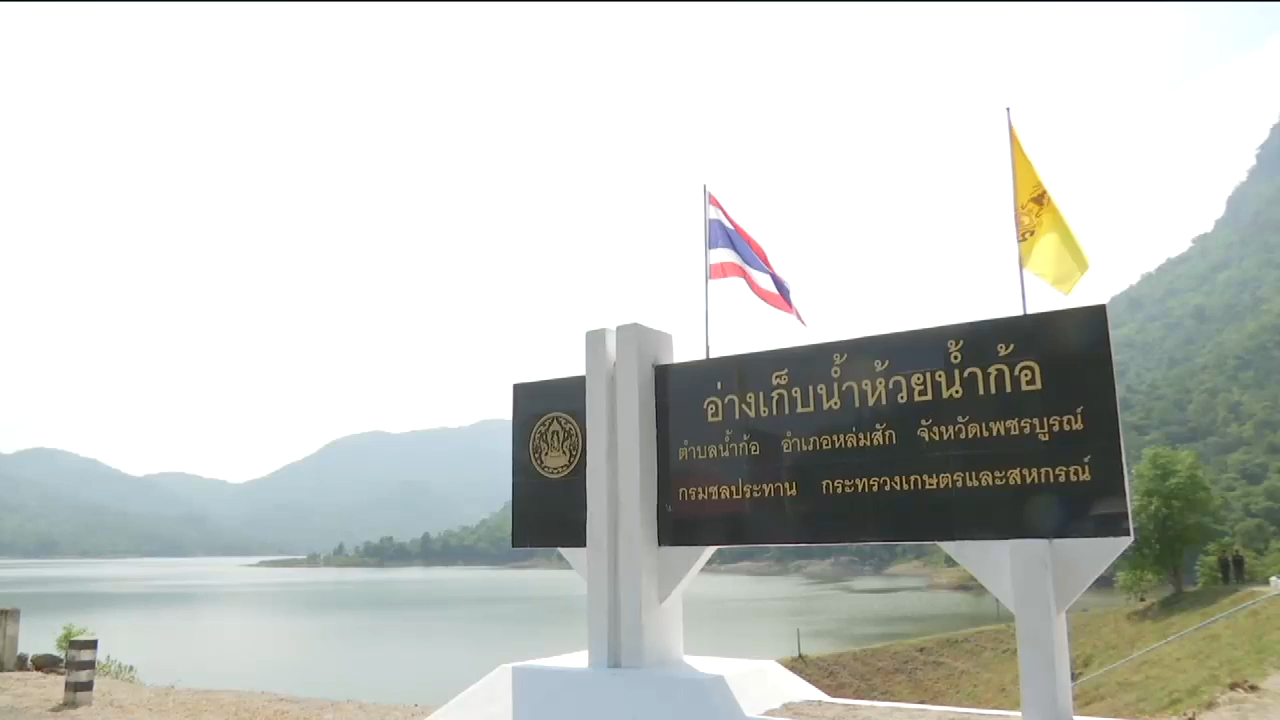 อ่างเก็บน้ำห้วยน้ำก้อ
ตำบลน้ำก้อ อำเภอหล่มสัก จังหวัดเพชรบูรณ์
กรมชลประทาน กระทรวงเกษตรและสหกรณ์